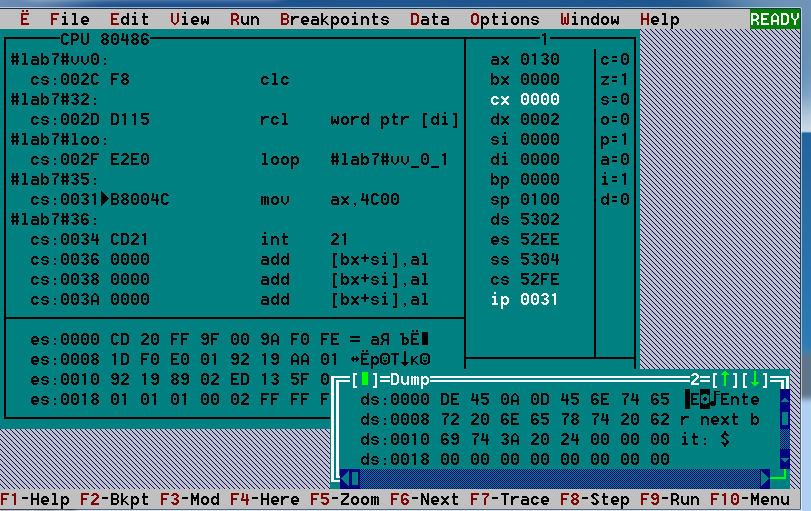 Ë File Edit View Run Breakpoints Data Options Window Help READY
CPU 80486 1
#lab7#vv0:
cs:002C F8 clc
#lab7#32:
cs:002D D115 rcl word ptr [di]
#lab7#loo:
cs:002F E2E0 loop #lab7#vv_0_1
#lab7#35:
cs:0031►B8004C mov ax,4C00
#lab7#36:
cs:0034 CD21 int 21
cs:0036 0000 add [bx+si],al
cs:0038 0000 add [bx+si],al
cs:003A 0000 add [bx+si],al
ax 0130 c=0
bx 0000 z=1
cx 0000 s=0
dx 0002 o=0
si 0000 p=1
di 0000 a=0
bp 0000 i=1
sp 0100 d=0
ds 5302
es 52EE
ss 5304
cs 52FE
ip 0031
es:0000 CD 20 FF 9F 00 9A F0 FE = aЯ ЪЁ
es:0008 1D F0 E0 01 92 19 AA 01 ↔Ëp☺Т↓к☺
es:0010 92 19 89 02 ED 13 5F
es:0018 01 01 01 00 02 FF FF F
[■]=Dump 2=[↑][↓]
ds:0000 DE 45 0A 0D 45 6E 74 65 ▐E◙♪Ente
ds:0008 72 20 6E 65 78 74 20 62 r next b
ds:0010 69 74 3A 20 24 00 00 00 it: $
ds:0018 00 00 00 00 00 00 00 00
F1-Help F2-Bkpt F3-Mod F4-Here F5-Zoom F6-Next F7-Trace F8-Step F9-Run F10-Menu